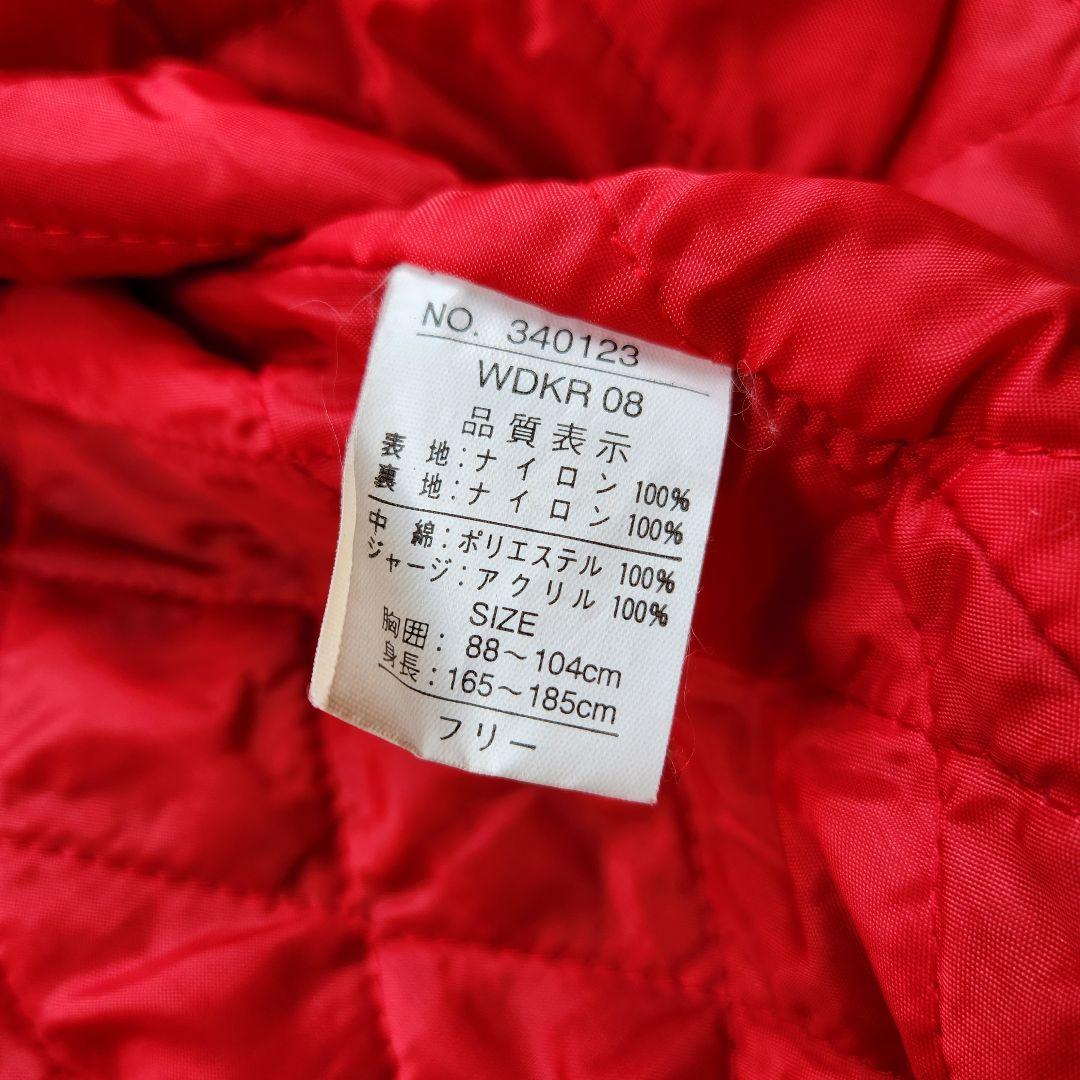 NO. 340123
WDKR 08
品質表示
表 地：ナイロン 100%
裏 地：ナイロン 100%
中 綿：ポリエステル 100%
ジャージ：アクリル 100%
SIZE
胸囲：88～104cm
身長：165～185cm
フリー